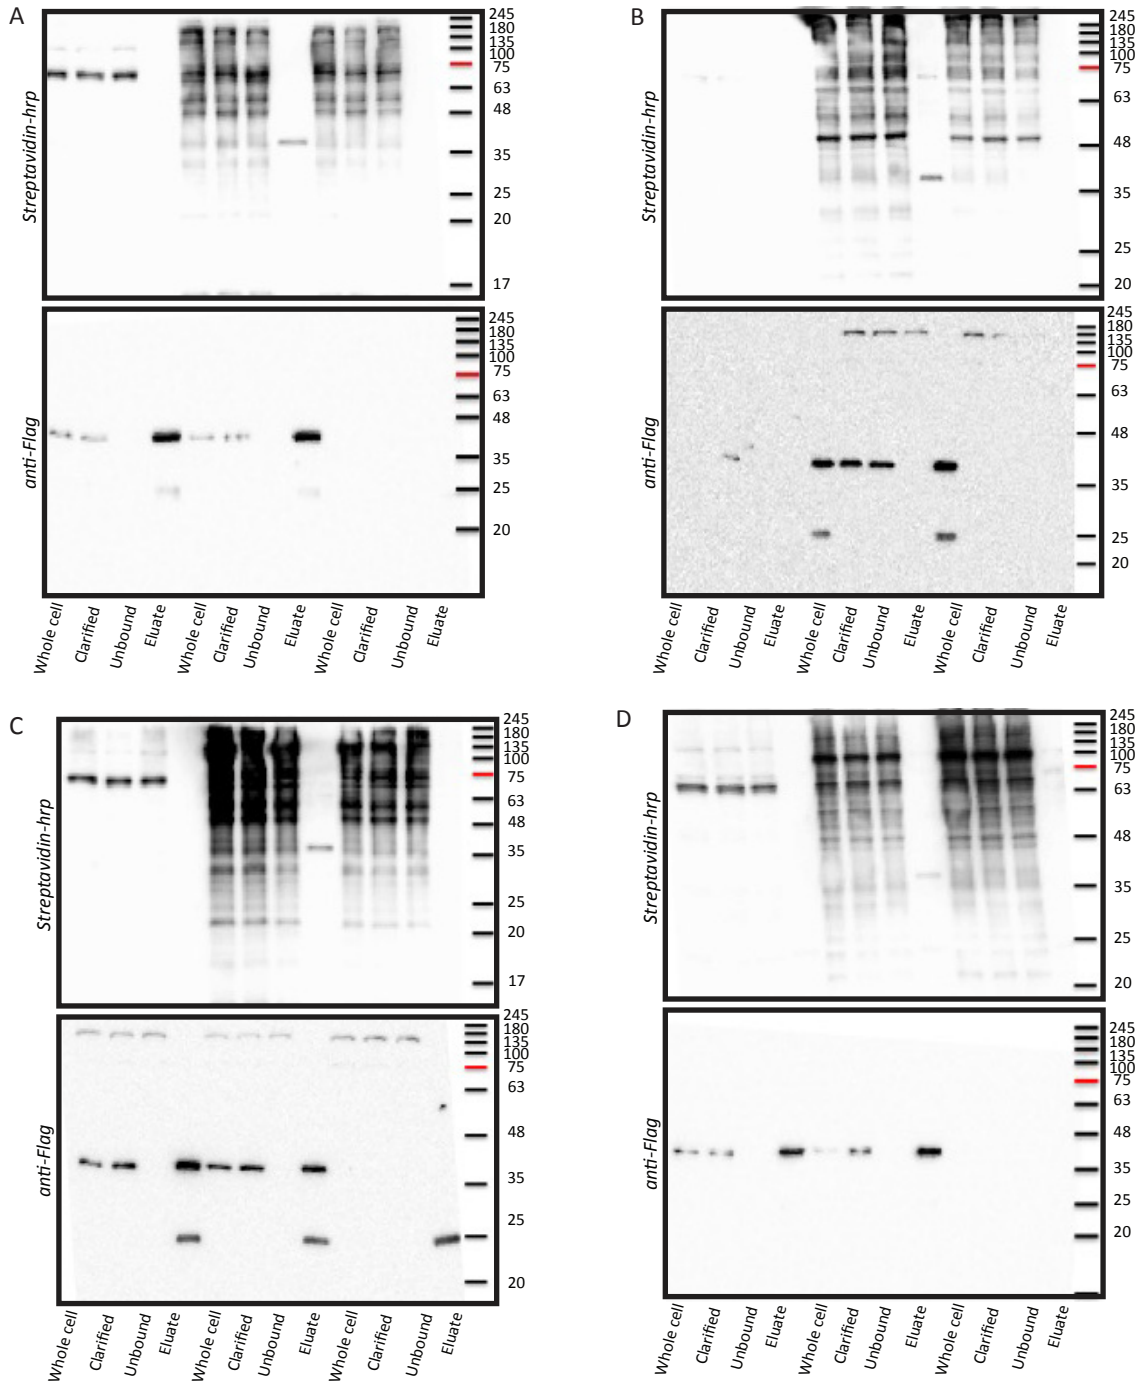 A
Streptavidin-hrp
245
180
135
100
75
63
48
35
25
20
17
anti-Flag
245
180
135
100
75
63
48
35
25
20
Whole cell
Clarified
Unbound
Eluate
Whole cell
Clarified
Unbound
Eluate
Whole cell
Clarified
Unbound
Eluate
B
Streptavidin-hrp
245
180
135
100
75
63
48
35
25
20
anti-Flag
245
180
135
100
75
63
48
35
25
20
Whole cell
Clarified
Unbound
Eluate
Whole cell
Clarified
Unbound
Eluate
Whole cell
Clarified
Unbound
Eluate
C
Streptavidin-hrp
245
180
135
100
75
63
48
35
25
20
17
anti-Flag
245
180
135
100
75
63
48
35
25
20
Whole cell
Clarified
Unbound
Eluate
Whole cell
Clarified
Unbound
Eluate
Whole cell
Clarified
Unbound
Eluate
D
Streptavidin-hrp
245
180
135
100
75
63
48
35
25
20
anti-Flag
245
180
135
100
75
63
48
35
25
20
Whole cell
Clarified
Unbound
Eluate
Whole cell
Clarified
Unbound
Eluate
Whole cell
Clarified
Unbound
Eluate